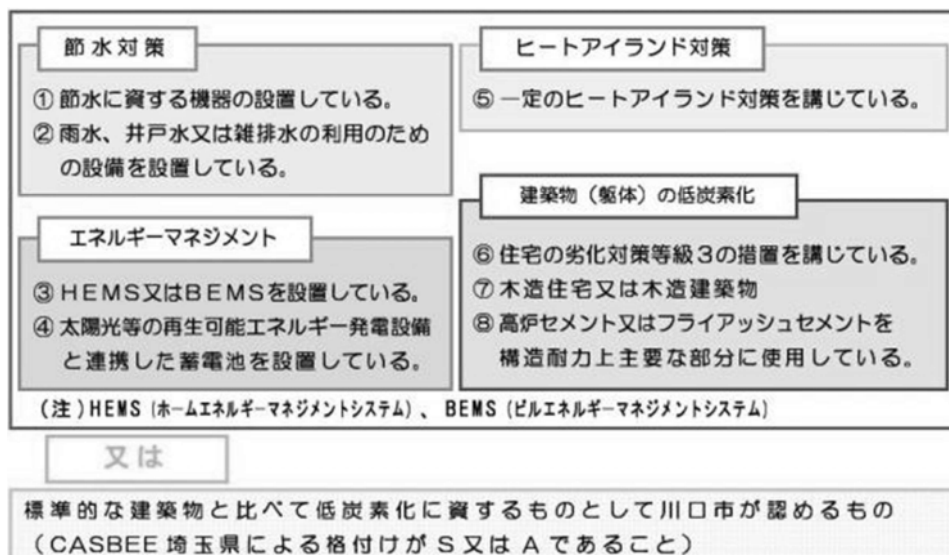 節水対策
①節水に資する機器の設置している。
②雨水、井戸水又は雑排水の利用のための設備を設置している。
エネルギーマネジメント
③HEMS又はBEMSを設置している。
④太陽光等の再生可能エネルギー発電設備と連携した蓄電池を設置している。
ヒートアイランド対策
⑤一定のヒートアイランド対策を講じている。
建築物（躯体）の低炭素化
⑥住宅の劣化対策等級3の措置を講じている。
⑦木造住宅又は木造建築物
⑧高炉セメント又はフライアッシュセメントを
構造耐力上主要な部分に使用している。
（注）HEMS（ホームエネルギーマネジメントシステム）、BEMS（ビルエネルギーマネジメントシステム）
又は
標準的な建築物と比べて低炭素化に資するものとして川口市が認めるもの
（CASBEE埼玉県による格付けがS又はAであること）